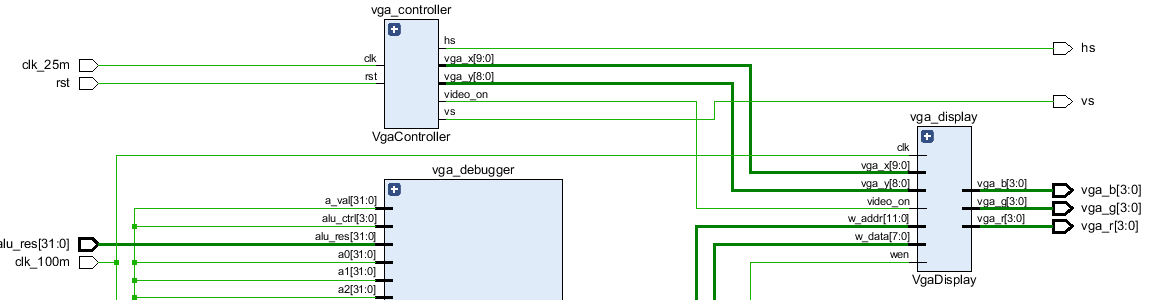 vga_controller
hs
hs
clk_25m
clk
vga_x[9:0]
rst
rst
vga_y[8:0]
video_on
vs
vs
VgaController
vga_display
clk
vga_debugger
vga_x[9:0]
vga_y[8:0]
vga_b[3:0]
vga_b[3:0]
a_val[31:0]
video_on
vga_g[3:0]
vga_g[3:0]
alu_ctrl[3:0]
w_addr[11:0]
vga_r[3:0]
vga_r[3:0]
alu_res[31:0]
alu_res[31:0]
w_data[7:0]
clk_100m
a0[31:0]
wen
a1[31:0]
VgaDisplay
a2[31:0]